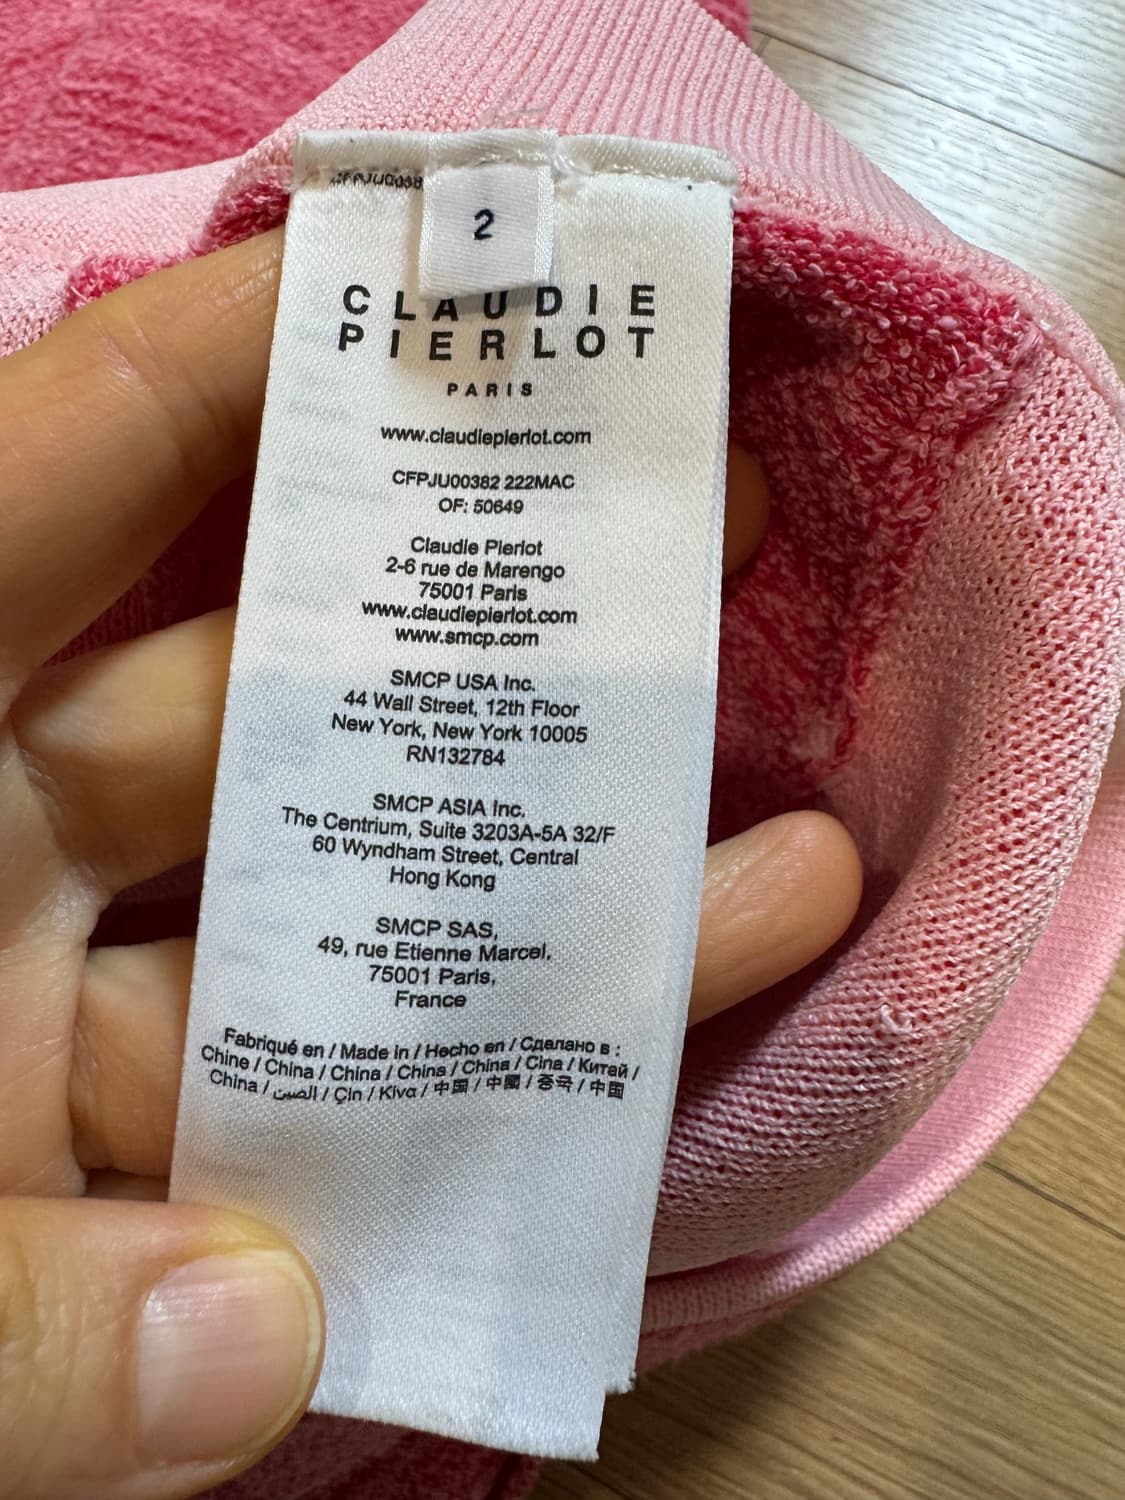 2
CLAUDIE
PIERLOT
PARIS
www.claudiepierlot.com
CFPJU00382 222MAC
OF: 50649
Claudie Pierlot
2-6 rue de Marengo
75001 Paris
www.claudiepierlot.com
www.smcp.com
SMCP USA Inc.
44 Wall Street, 12th Floor
New York, New York 10005
RN132784
SMCP ASIA Inc.
The Centrium, Suite 3203A-5A 32/F
60 Wyndham Street, Central
Hong Kong
SMCP SAS,
49, rue Etienne Marcel,
75001 Paris,
France
Fabriqué en / Made in / Hecho en / Сделано в :
Chine / China / China / China / China / Cina / Китай /
China / الصين / Çin / Κίνα / 中国 / 中國 / 중국 / 中国